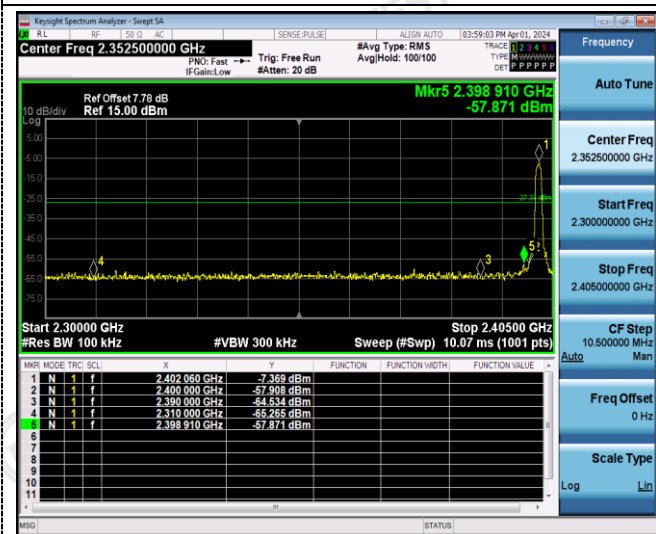 Keysight Spectrum Analyzer - Swept SA
RL RF 50 Ω AC SENSE:PULSE ALIGN AUTO 03:59:03 PM Apr 01, 2024
Center Freq 2.352500000 GHz #Avg Type: RMS TRACE 1 2 3 4 5 6
PNO: Fast Trig: Free Run Avg|Hold: 100/100 TYPE M WWWWW
IFGain:Low #Atten: 20 dB DET P P P P P P
Ref Offset 7.78 dB Mkr5 2.398 910 GHz
10 dB/div Ref 15.00 dBm -57.871 dBm
Log
5.00
-5.00
-15.0
-25.0
-35.0
-45.0
-55.0
-65.0
-75.0
1
4
3
5
Start 2.30000 GHz Stop 2.40500 GHz
#Res BW 100 kHz #VBW 300 kHz Sweep (#Swp) 10.07 ms (1001 pts)
MKR MODE TRC SCL X Y FUNCTION FUNCTION WIDTH FUNCTION VALUE
1 N 1 f 2.402 060 GHz -7.369 dBm
2 N 1 f 2.400 000 GHz -57.908 dBm
3 N 1 f 2.390 000 GHz -64.534 dBm
4 N 1 f 2.310 000 GHz -65.265 dBm
5 N 1 f 2.398 910 GHz -57.871 dBm
6
7
8
9
10
11
MSG STATUS
Frequency
Auto Tune
Center Freq
2.352500000 GHz
Start Freq
2.300000000 GHz
Stop Freq
2.405000000 GHz
CF Step
10.500000 MHz
Auto Man
Freq Offset
0 Hz
Scale Type
Log Lin